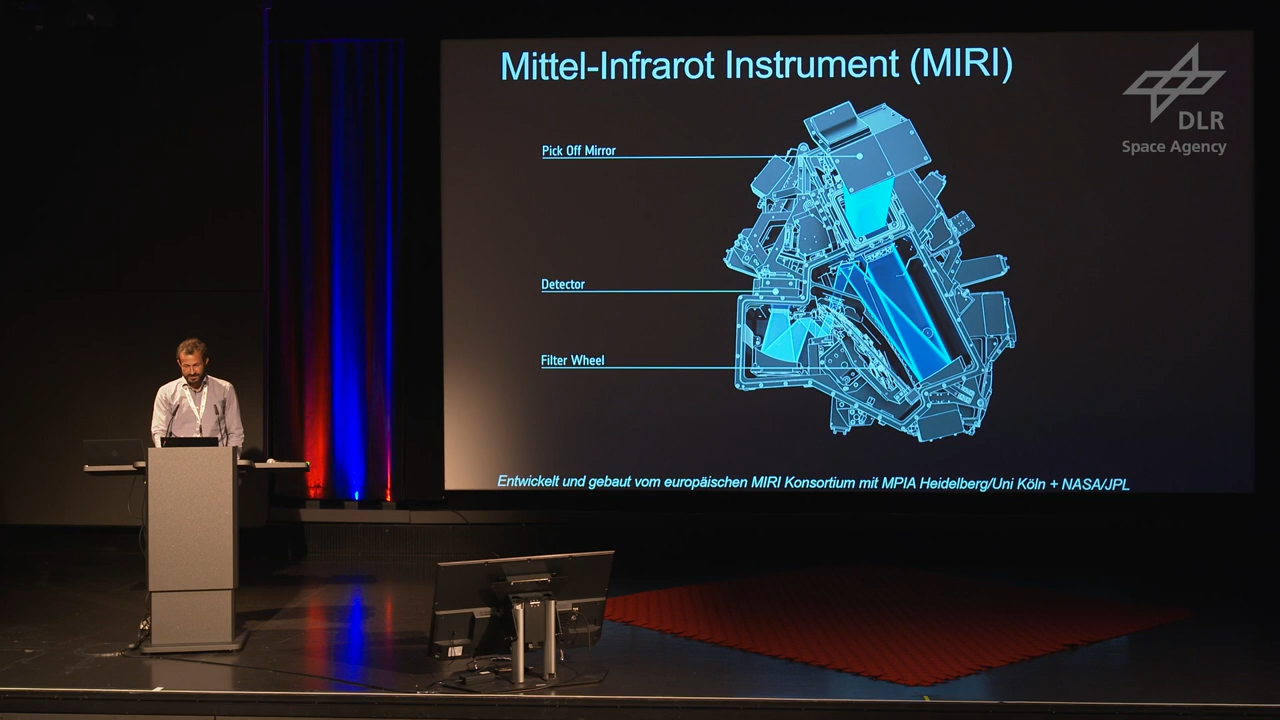 Mittel-Infrarot Instrument (MIRI)
DLR
Space Agency
Pick Off Mirror
Detector
Filter Wheel
Entwickelt und gebaut vom europäischen MIRI Konsortium mit MPIA Heidelberg/Uni Köln + NASA/JPL